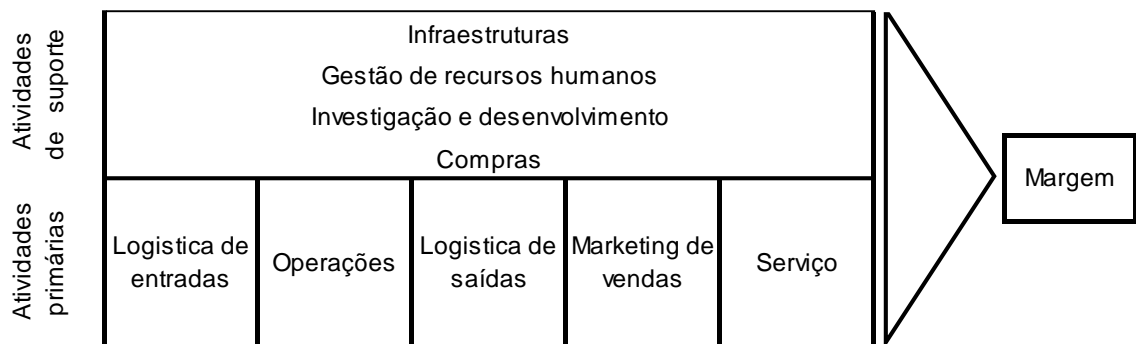 Atividades
de suporte
Infraestruturas
Gestão de recursos humanos
Investigação e desenvolvimento
Compras
Margem
Atividades
primárias
Logistica de
entradas
Operações
Logistica de
saídas
Marketing de
vendas
Serviço